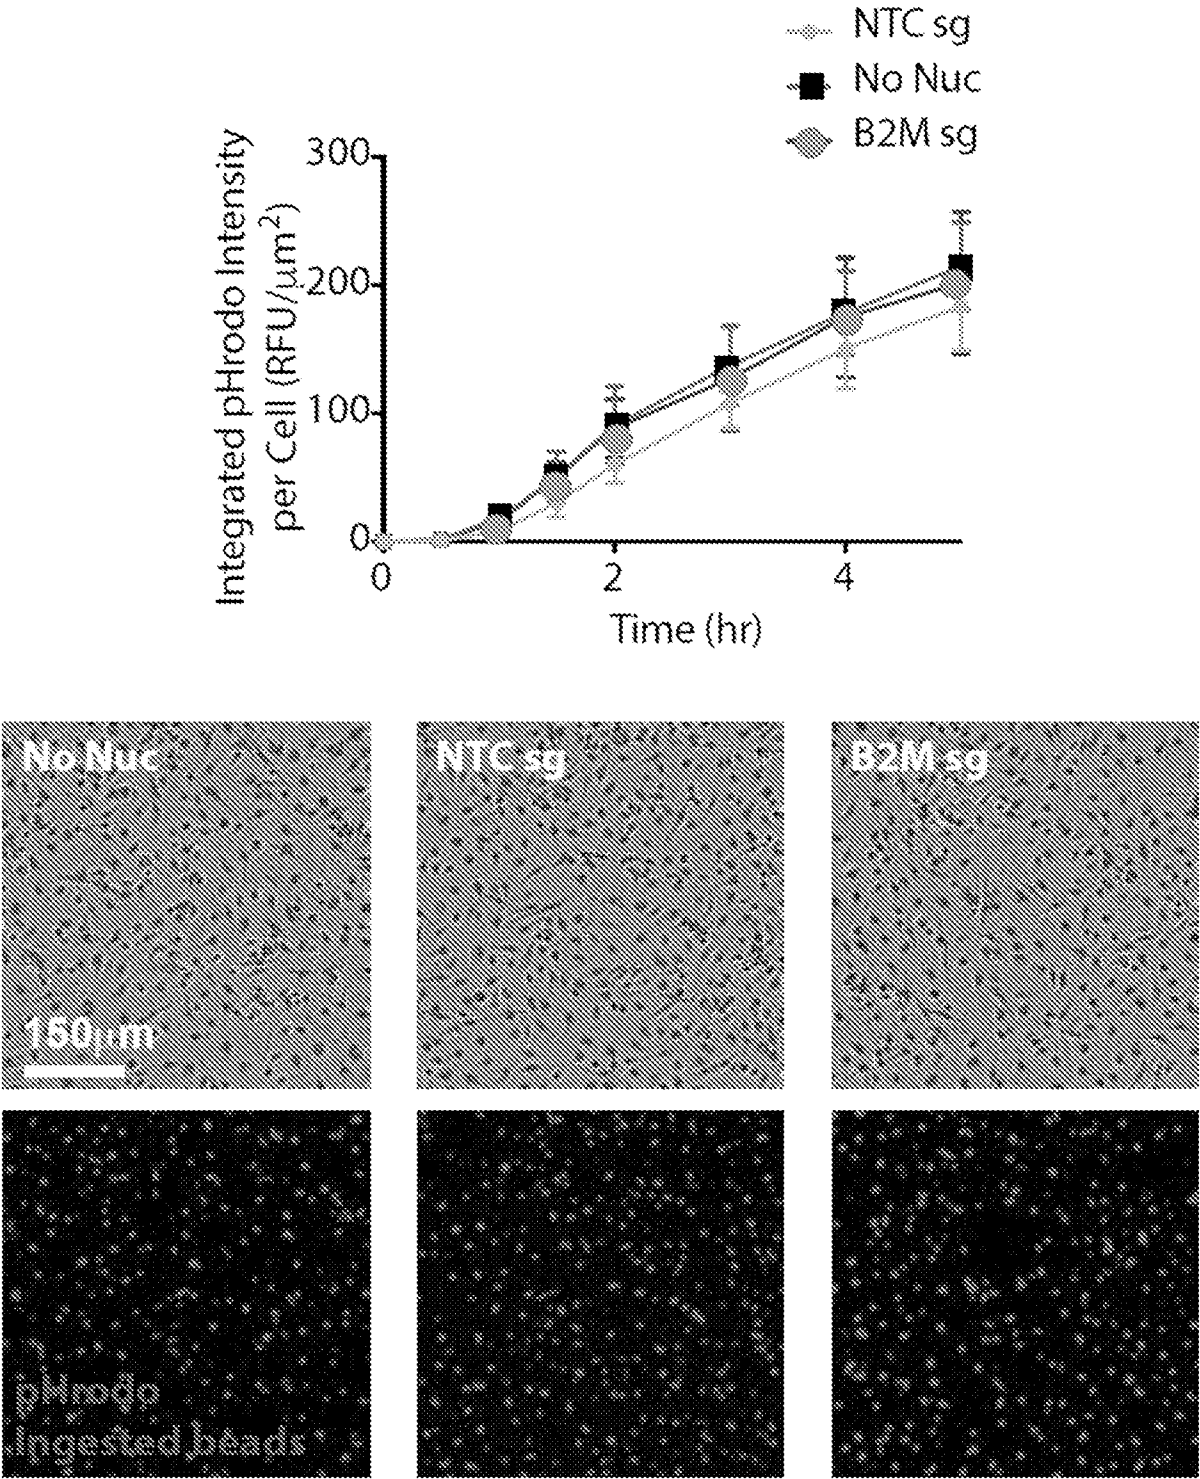 NTC sg
No Nuc
B2M sg
Integrated pHrodo Intensity
per Cell (RFU/μm²)
300
200
100
0
0
2
4
Time (hr)
No Nuc
NTC sg
B2M sg
150μm
pHrodo
ingested beads